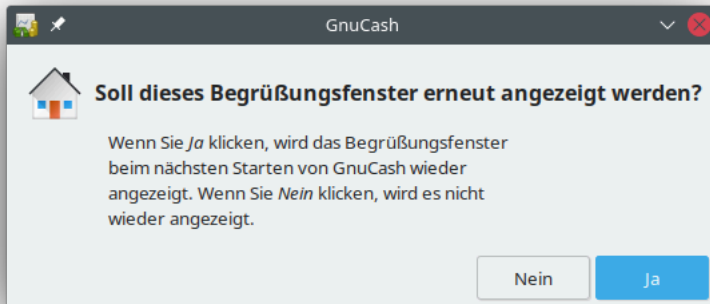 GnuCash
Soll dieses Begrüßungsfenster erneut angezeigt werden?
Wenn Sie Ja klicken, wird das Begrüßungsfenster
beim nächsten Starten von GnuCash wieder
angezeigt. Wenn Sie Nein klicken, wird es nicht
wieder angezeigt.
Nein
Ja